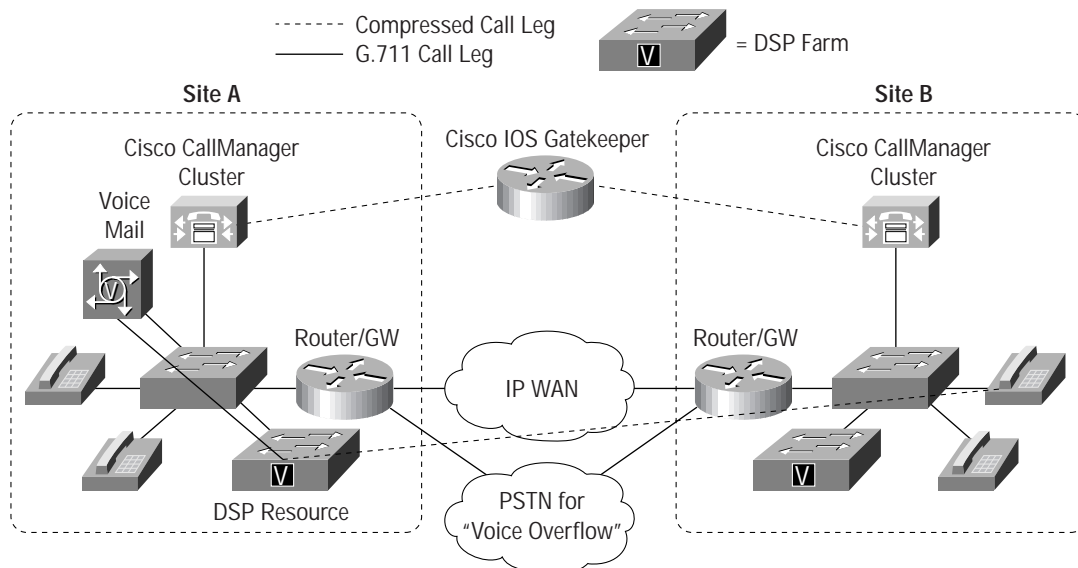 Compressed Call Leg
G.711 Call Leg
V
= DSP Farm
Site A
Site B
Cisco CallManager
Cluster
Cisco IOS Gatekeeper
Cisco CallManager
Cluster
Voice
Mail
V
Router/GW
IP WAN
Router/GW
V
DSP Resource
PSTN for
“Voice Overflow”
V